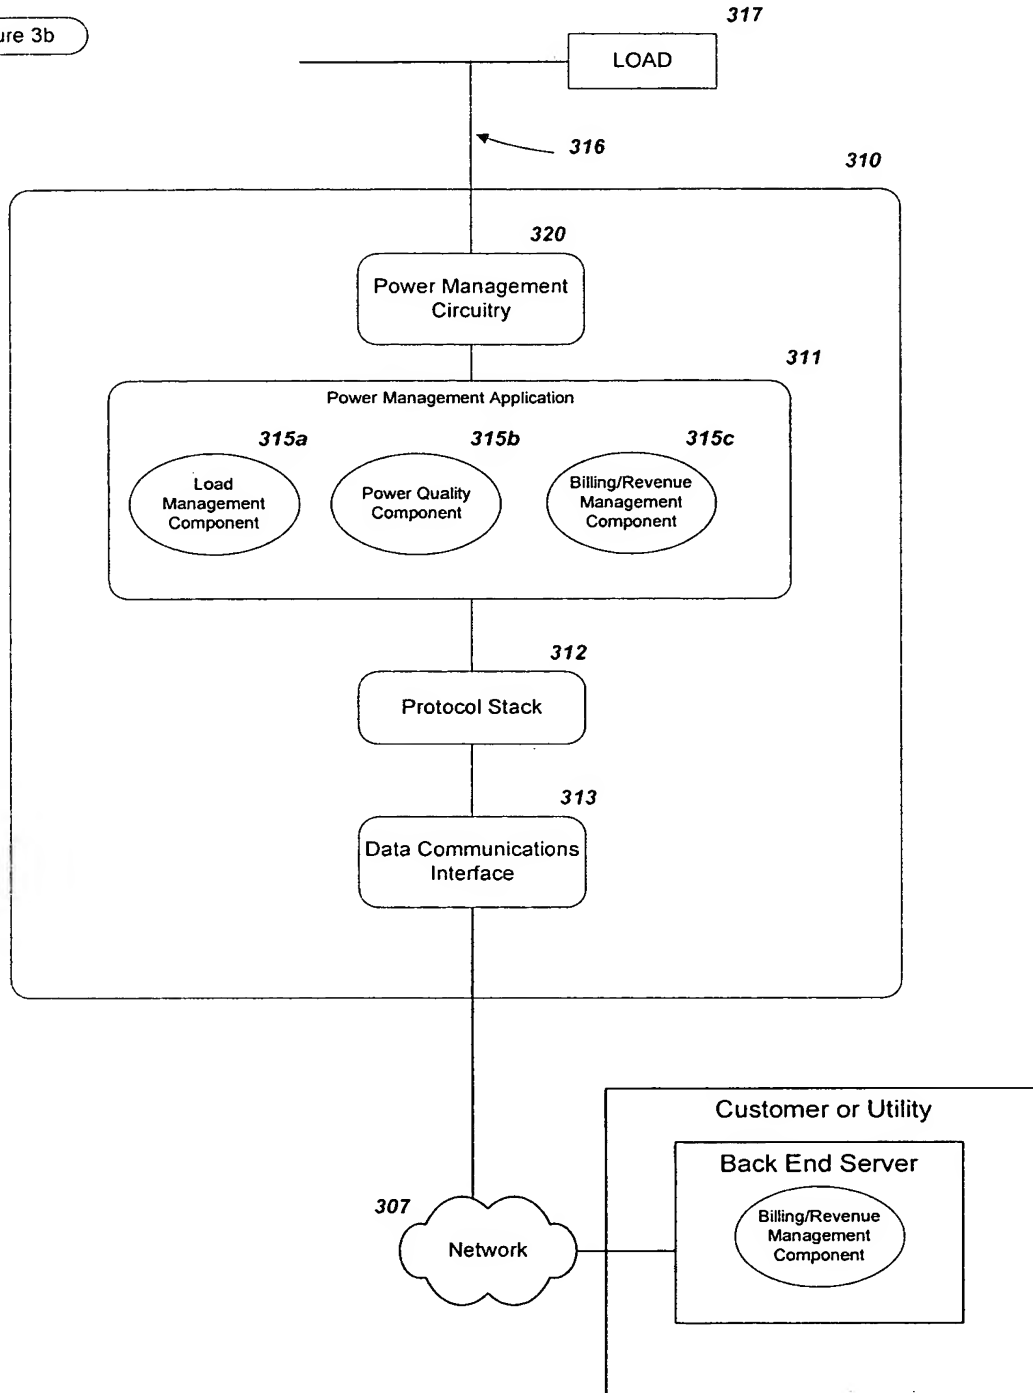 ure 3b
317
LOAD
316
310
320
Power Management
Circuitry
311
Power Management Application
315a
315b
315c
Load
Management
Component
Power Quality
Component
Billing/Revenue
Management
Component
312
Protocol Stack
313
Data Communications
Interface
Customer or Utility
Back End Server
Billing/Revenue
Management
Component
307
Network